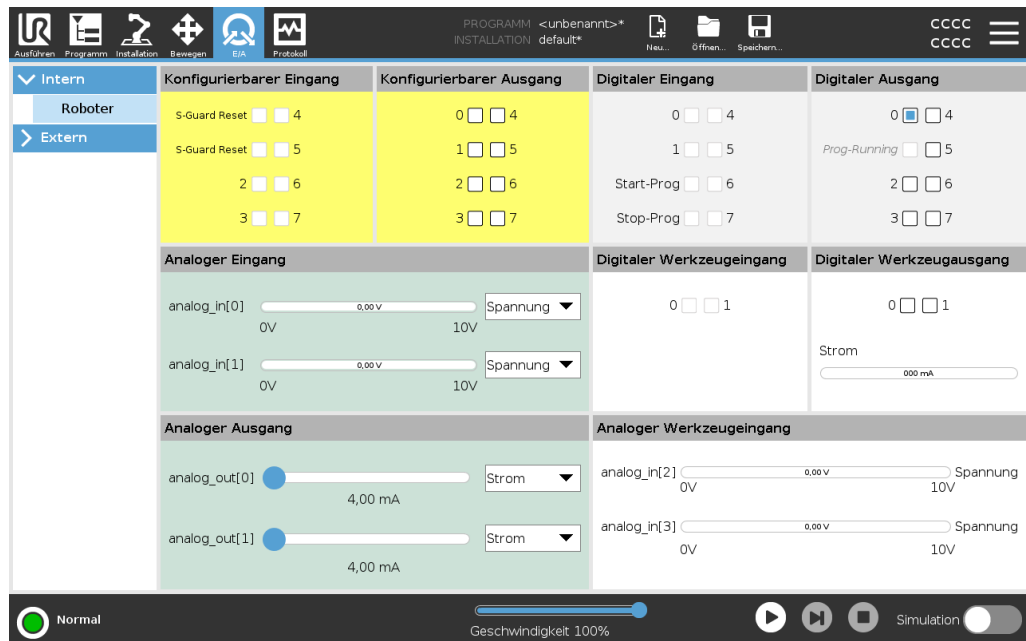 UR
PROGRAMM <unbenannt>*
INSTALLATION default*
CCCC
CCCC
Ausführen Programm Installation Bewegen E/A Protokoll Neu... Öffnen... Speichern...
Intern
Roboter
Extern
Konfigurierbarer Eingang
S-Guard Reset 4
S-Guard Reset 5
2 6
3 7
Konfigurierbarer Ausgang
0 4
1 5
2 6
3 7
Digitaler Eingang
0 4
1 5
Start-Prog 6
Stop-Prog 7
Digitaler Ausgang
0 4
Prog-Running 5
2 6
3 7
Analoger Eingang
analog_in[0] 0,00 V Spannung
0V 10V
analog_in[1] 0,00 V Spannung
0V 10V
Digitaler Werkzeugeingang
0 1
Digitaler Werkzeugausgang
0 1
Strom
000 mA
Analoger Ausgang
analog_out[0] Strom
4,00 mA
analog_out[1] Strom
4,00 mA
Analoger Werkzeugeingang
analog_in[2] 0,00 V Spannung
0V 10V
analog_in[3] 0,00 V Spannung
0V 10V
Normal
Geschwindigkeit 100%
Simulation